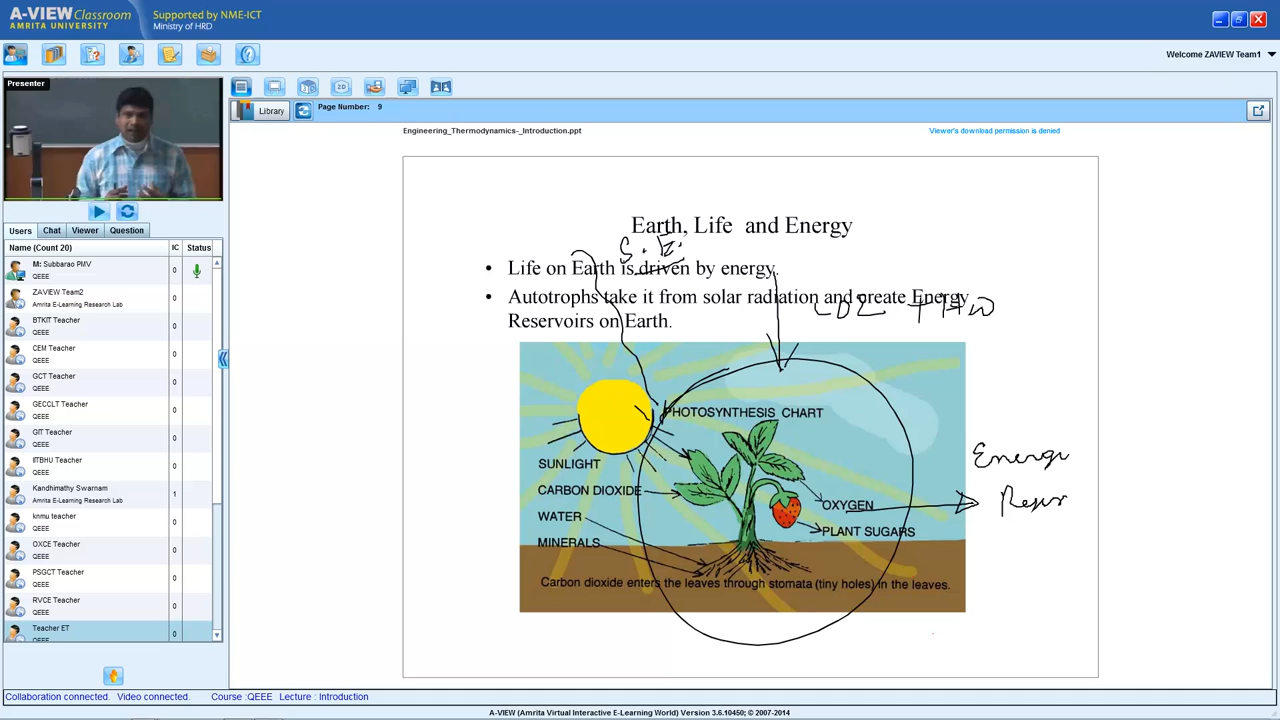 A-VIEW Classroom
AMRITA UNIVERSITY
Supported by NME-ICT
Ministry of HRD
Welcome ZAVIEW Team1
Presenter
Library
Page Number: 9
Engineering_Thermodynamics-_Introduction.ppt
Viewer's download permission is denied
Users Chat Viewer Question
Name (Count 20) IC Status
M: Subbarao PMV 0
QEEE
ZAVIEW Team2 0
Amrita E-Learning Research Lab
BTKIT Teacher 0
QEEE
CEM Teacher 0
QEEE
GCT Teacher 0
QEEE
GECCLT Teacher 0
QEEE
GIT Teacher 0
QEEE
IITBHU Teacher 0
QEEE
Kandhimathy Swarnam 1
Amrita E-Learning Research Lab
knmu teacher 0
QEEE
OXCE Teacher 0
QEEE
PSGCT Teacher 0
QEEE
RVCE Teacher 0
QEEE
Teacher ET 0
QEEE
Earth, Life and Energy
S.E.
• Life on Earth is driven by energy.
• Autotrophs take it from solar radiation and create Energy
Reservoirs on Earth.
PHOTOSYNTHESIS CHART
SUNLIGHT
CARBON DIOXIDE
WATER
MINERALS
OXYGEN
PLANT SUGARS
Carbon dioxide enters the leaves through stomata (tiny holes) in the leaves.
Collaboration connected. Video connected. Course :QEEE Lecture : Introduction
A-VIEW (Amrita Virtual Interactive E-Learning World) Version 3.6.10450; © 2007-2014